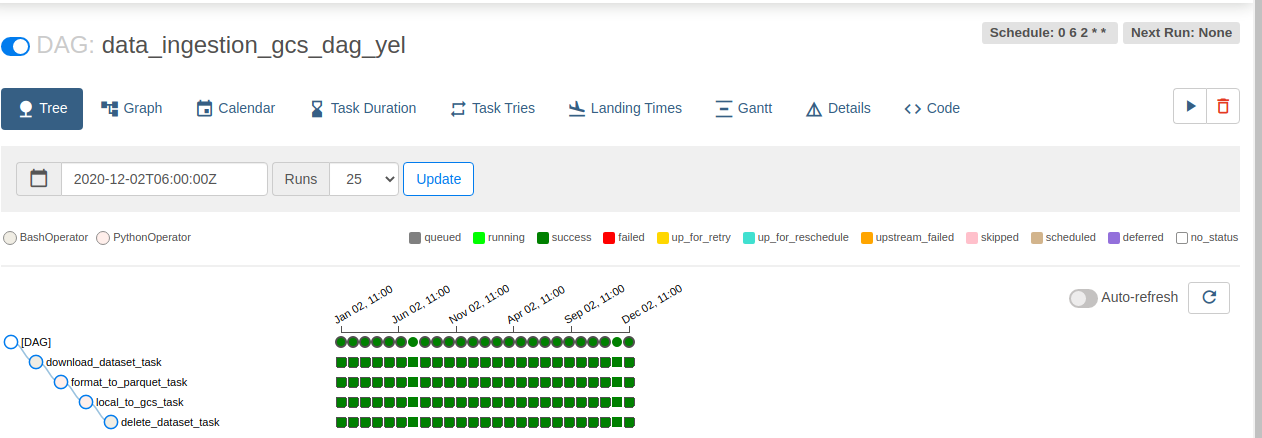 DAG: data_ingestion_gcs_dag_yel
Schedule: 0 6 2 * *
Next Run: None
Tree Graph Calendar Task Duration Task Tries Landing Times Gantt Details Code
2020-12-02T06:00:00Z Runs 25 Update
BashOperator PythonOperator queued running success failed up_for_retry up_for_reschedule upstream_failed skipped scheduled deferred no_status
Auto-refresh
Jan 02, 11:00 Jun 02, 11:00 Nov 02, 11:00 Apr 02, 11:00 Sep 02, 11:00 Dec 02, 11:00
[DAG]
download_dataset_task
format_to_parquet_task
local_to_gcs_task
delete_dataset_task